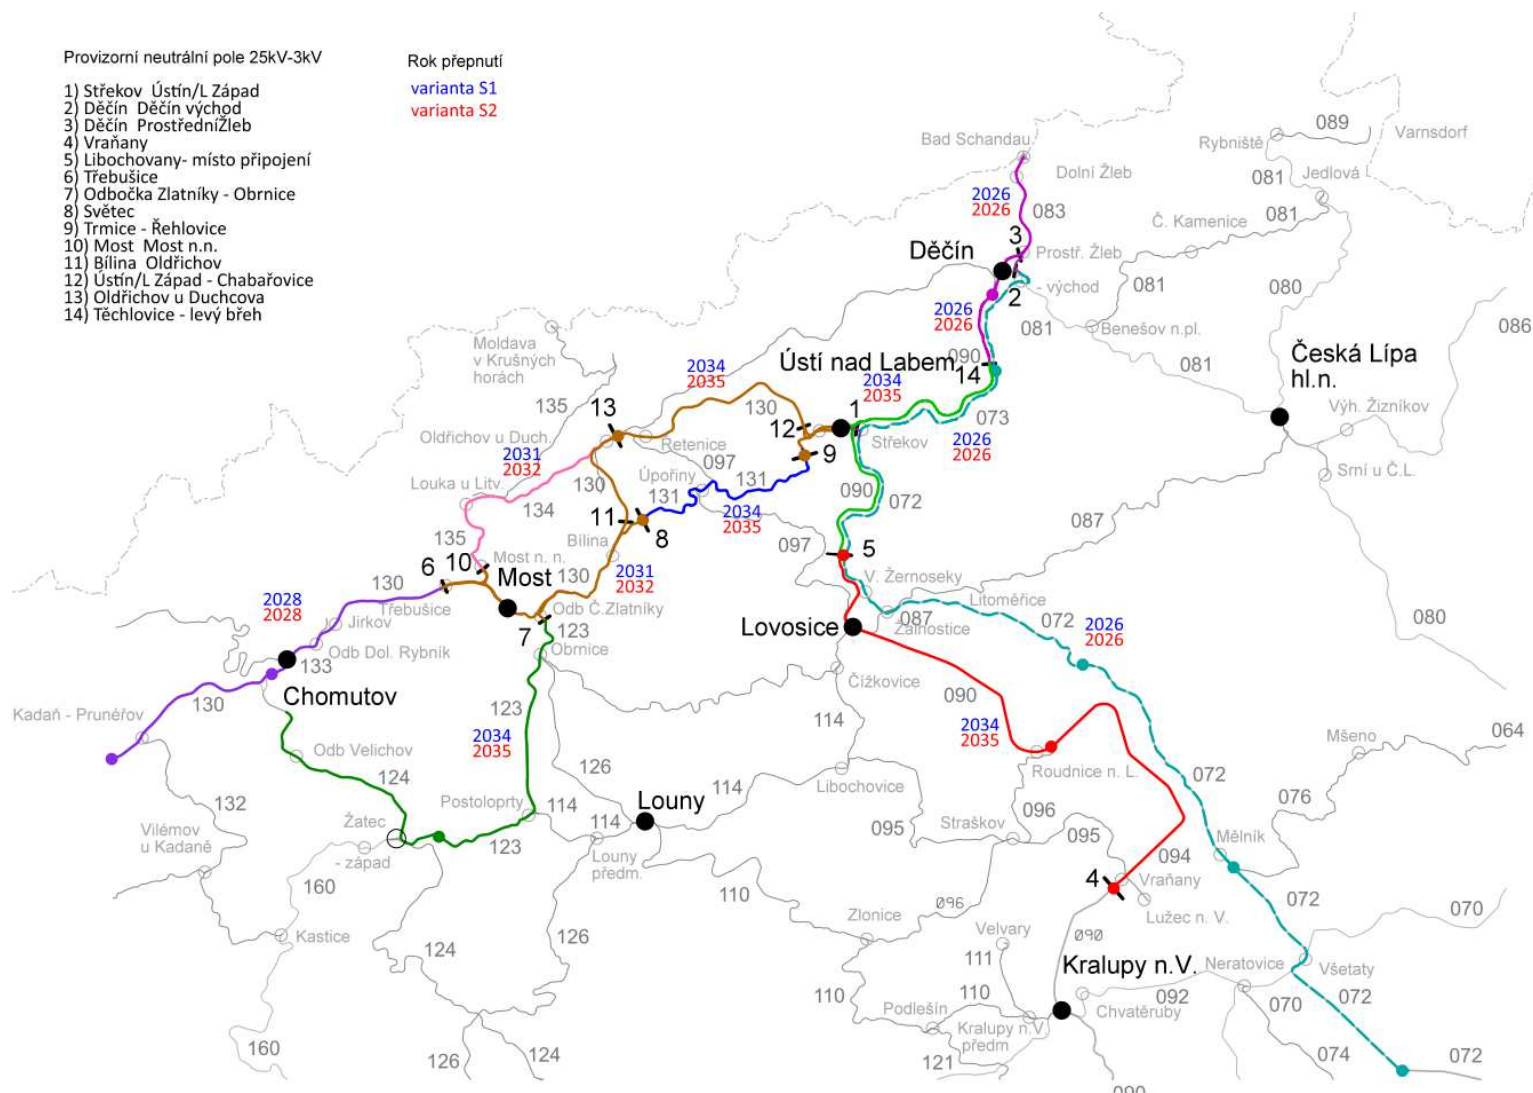 Provizorní neutrální pole 25kV-3kV
1) Střekov Ústín/L Západ
2) Děčín Děčín východ
3) Děčín ProstředníŽleb
4) Vraňany
5) Libochovany- místo připojení
6) Třebušice
7) Odbočka Zlatníky - Obrnice
8) Světec
9) Trmice - Řehlovice
10) Most Most n.n.
11) Bílina Oldřichov
12) Ústín/L Západ - Chabařovice
13) Oldřichov u Duchcova
14) Těchlovice - levý břeh
Rok přepnutí
varianta S1
varianta S2
Bad Schandau
Dolní Žleb
2026
2026
083
Rybniště
089
Varnsdorf
081
Jedlová
081
Č. Kamenice
3
Děčín
Prostř. Žleb
2
- východ
081
080
086
2026
2026
081
Benešov n.pl.
081
Moldava
v Krušných
horách
Ústí nad Labem
090
14
Česká Lípa
hl.n.
2034
2035
2034
2035
135
13
130
12
1
073
Střekov
2026
2026
Výh. Žizníkov
Oldřichov u Duch.
Retenice
9
Srní u Č.L.
2031
2032
097
Úpořiny
130
131
131
Louka u Litv.
134
090
072
087
11
8
2034
2035
135
Bílina
097
5
10
Most n. n.
6
130
Most
130
2031
2032
V. Žernoseky
Litoměřice
2028
2028
Třebušice
Odb Č.Zlatníky
7
Jirkov
123
Obrnice
Lovosice
087
Žalhostice
072
2026
2026
080
Odb Dol. Rybník
133
Chomutov
130
Kadaň - Prunéřov
Čížkovice
090
123
114
2034
2035
2034
2035
Mšeno
064
Odb Velichov
124
126
114
Libochovice
Roudnice n. L.
072
076
132
Postoloprty
114
114
Louny
096
095
Straškov
095
Vilémov
u Kadaně
Žatec
- západ
123
Louny
předm.
Mělník
094
4
Vraňany
Lužec n. V.
072
070
160
110
096
Zlonice
Kastice
124
126
Velvary
090
111
Kralupy n.V.
Neratovice
Všetaty
110
110
092
070
072
Podlešín
Kralupy n.V.
předm
Chvatěruby
160
126
124
121
074
072
090